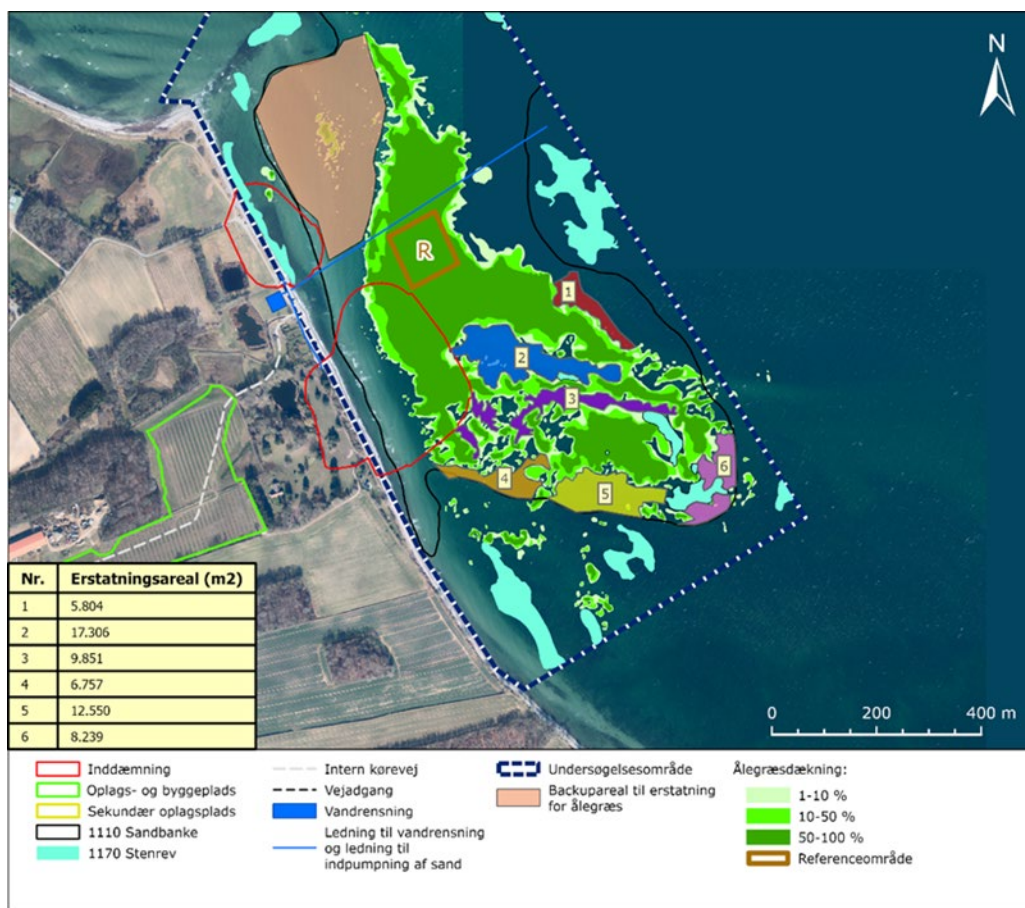 N
R
1
2
3
4
5
6
Nr. Erstatningsareal (m2)
1 5.804
2 17.306
3 9.851
4 6.757
5 12.550
6 8.239
0 200 400 m
Inddæmning
Oplags- og byggeplads
Sekundær oplagsplads
1110 Sandbanke
1170 Stenrev
Intern kørevej
Vejadgang
Vandrensning
Ledning til vandrensning
og ledning til
indpumpning af sand
Undersøgelsesområde
Backupareal til erstatning
for ålegræs
Ålegræsdækning:
1-10 %
10-50 %
50-100 %
Referenceområde